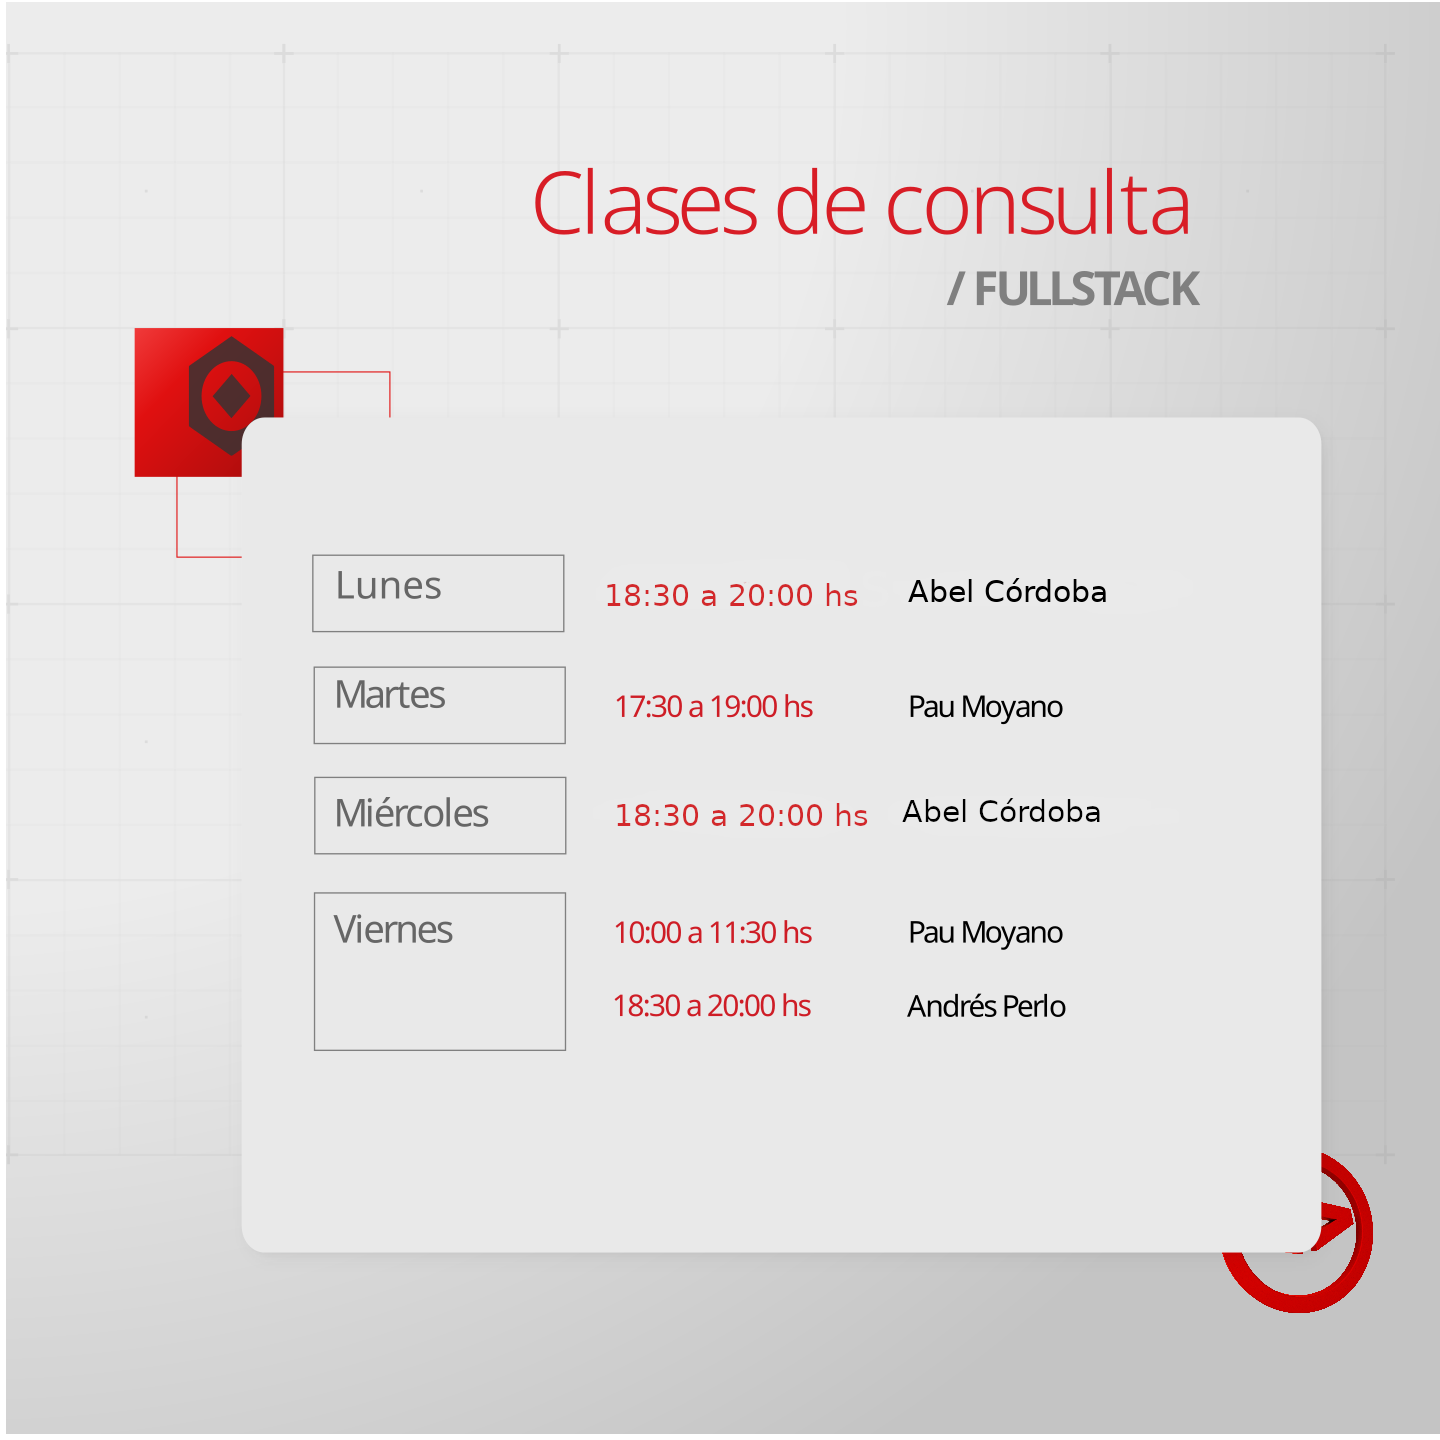 Clases de consulta
/ FULLSTACK
Lunes 18:30 a 20:00 hs Abel Córdoba
Martes 17:30 a 19:00 hs Pau Moyano
Miércoles 18:30 a 20:00 hs Abel Córdoba
Viernes 10:00 a 11:30 hs Pau Moyano
18:30 a 20:00 hs Andrés Perlo